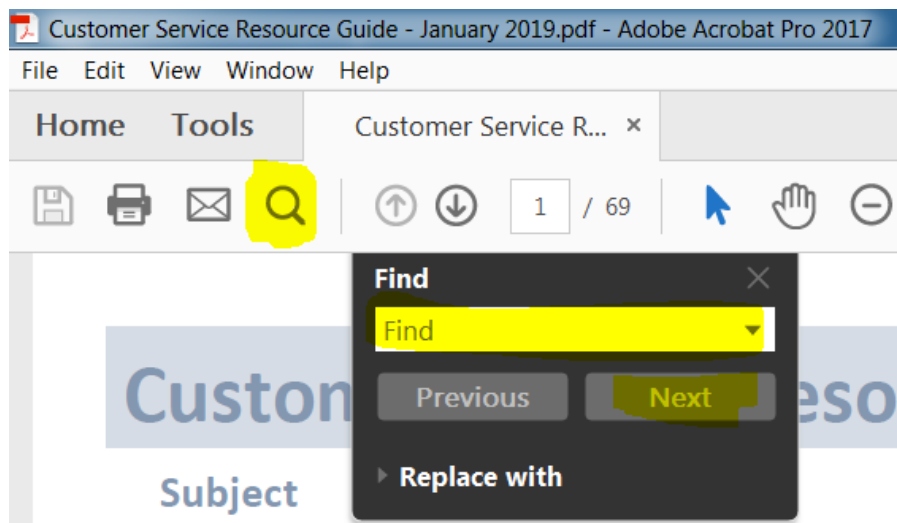 Customer Service Resource Guide - January 2019.pdf - Adobe Acrobat Pro 2017
File Edit View Window Help
Home Tools Customer Service R... ×
1 / 69
Find
Find
Previous Next
Replace with
Custon eso
Subject